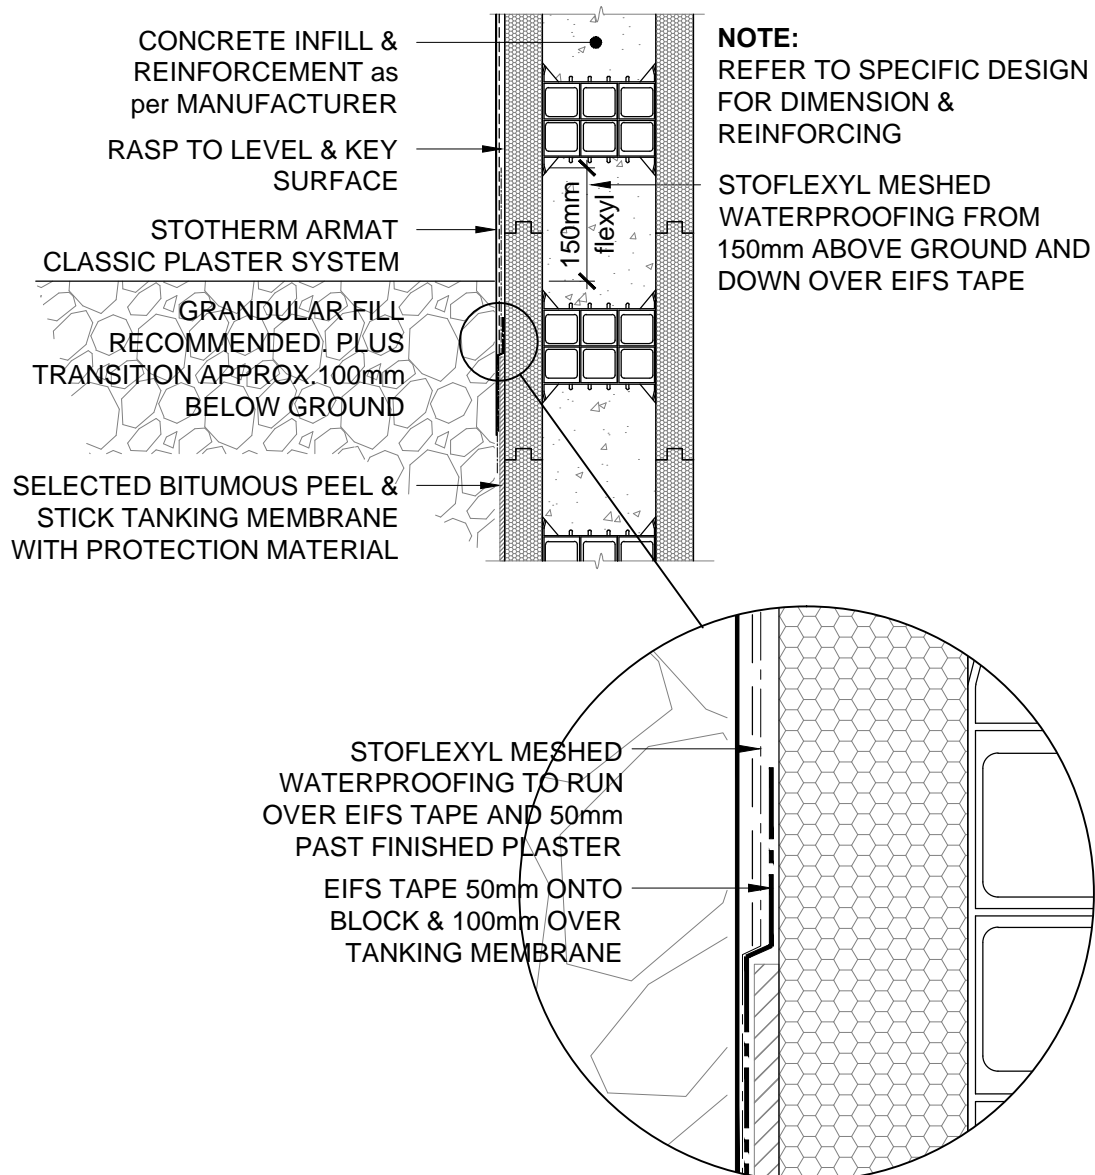 CONCRETE INFILL &
REINFORCEMENT as
per MANUFACTURER
RASP TO LEVEL & KEY
SURFACE
STOTHERM ARMAT
CLASSIC PLASTER SYSTEM
GRANDULAR FILL
RECOMMENDED. PLUS
TRANSITION APPROX.100mm
BELOW GROUND
SELECTED BITUMOUS PEEL &
STICK TANKING MEMBRANE
WITH PROTECTION MATERIAL
150mm
flexyl
NOTE:
REFER TO SPECIFIC DESIGN
FOR DIMENSION &
REINFORCING
STOFLEXYL MESHED
WATERPROOFING FROM
150mm ABOVE GROUND AND
DOWN OVER EIFS TAPE
STOFLEXYL MESHED
WATERPROOFING TO RUN
OVER EIFS TAPE AND 50mm
PAST FINISHED PLASTER
EIFS TAPE 50mm ONTO
BLOCK & 100mm OVER
TANKING MEMBRANE